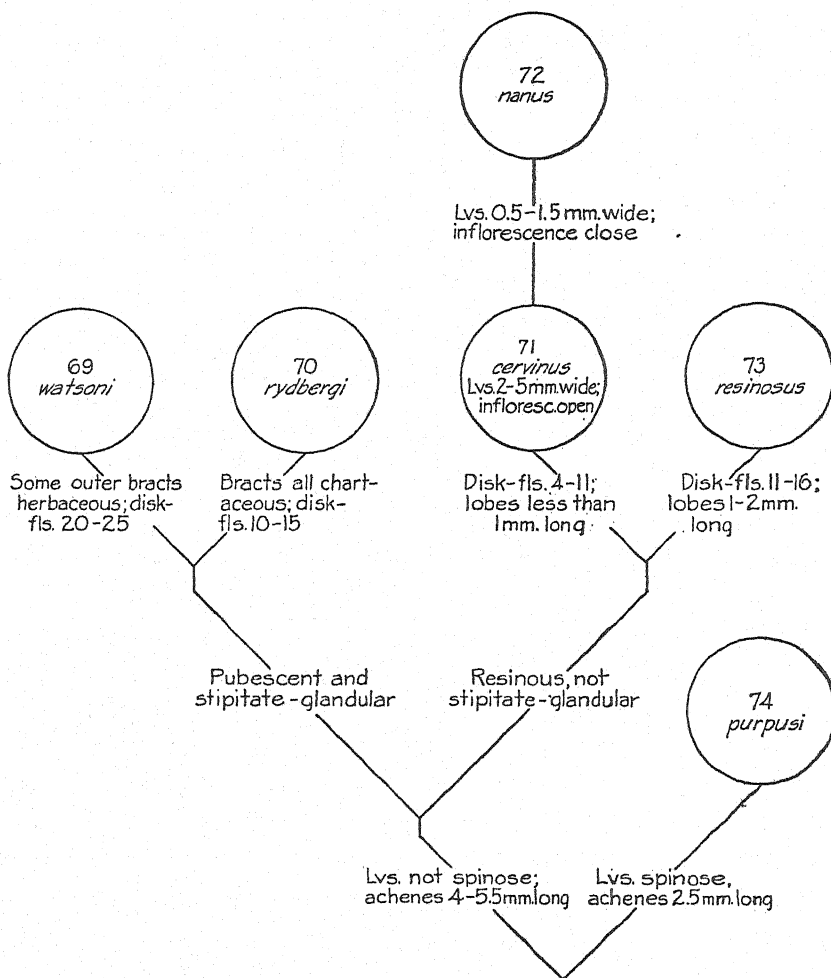 72
nanus
Lvs. 0.5-1.5 mm. wide;
inflorescence close
69
watsoni
70
rydbergi
71
cervinus
Lvs. 2-5 mm. wide;
infloresc. open
73
resinosus
Some outer bracts
herbaceous; disk-
fls. 20-25
Bracts all chart-
aceous; disk-
fls. 10-15
Disk-fls. 4-11;
lobes less than
1 mm. long
Disk-fls. 11-16;
lobes 1-2 mm.
long
Pubescent and
stipitate-glandular
Resinous, not
stipitate-glandular
74
purpusi
Lvs. not spinose;
achenes 4-5.5 mm. long
Lvs. spinose,
achenes 2.5 mm. long